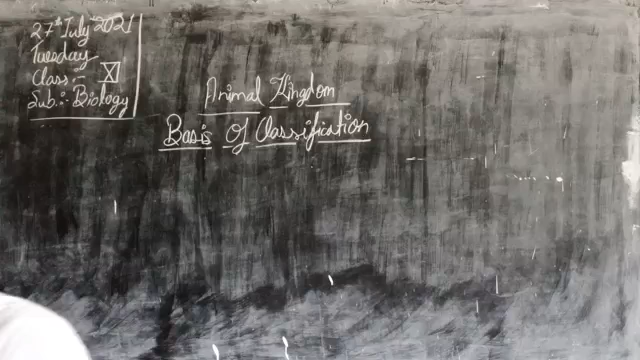 27th July 2021
Tuesday
Class:- XI
Sub:- Biology
Animal Kingdom
Basis Of Classification